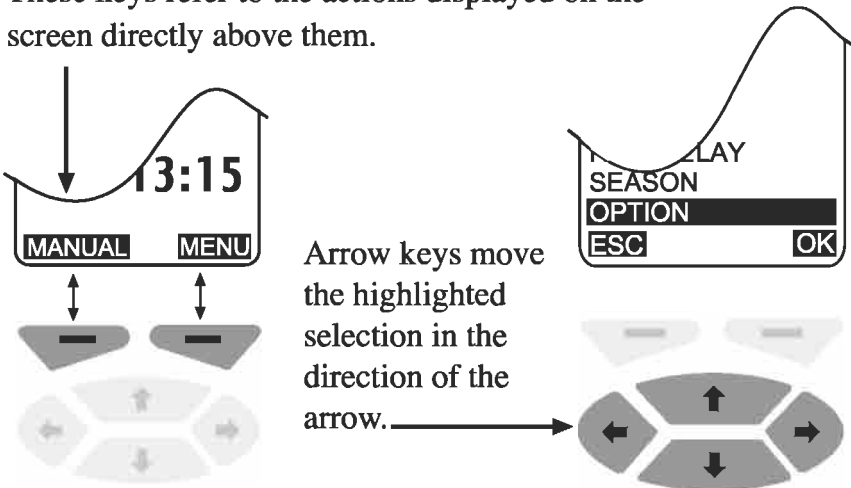 These keys refer to the actions displayed on the
screen directly above them.
13:15
MANUAL MENU
Arrow keys move
the highlighted
selection in the
direction of the
arrow.
LAY
SEASON
OPTION
ESC OK